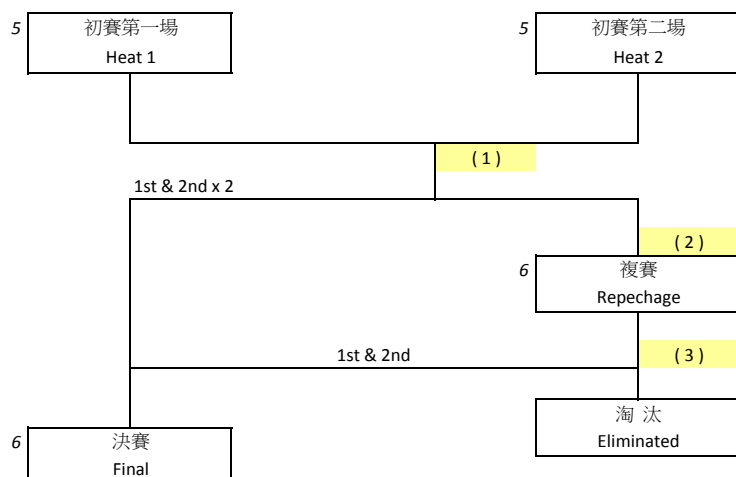 5
初賽第一場
Heat 1
5
初賽第二場
Heat 2
( 1 )
1st & 2nd x 2
( 2 )
6
複賽
Repechage
1st & 2nd
( 3 )
淘 汰
Eliminated
6
決賽
Final